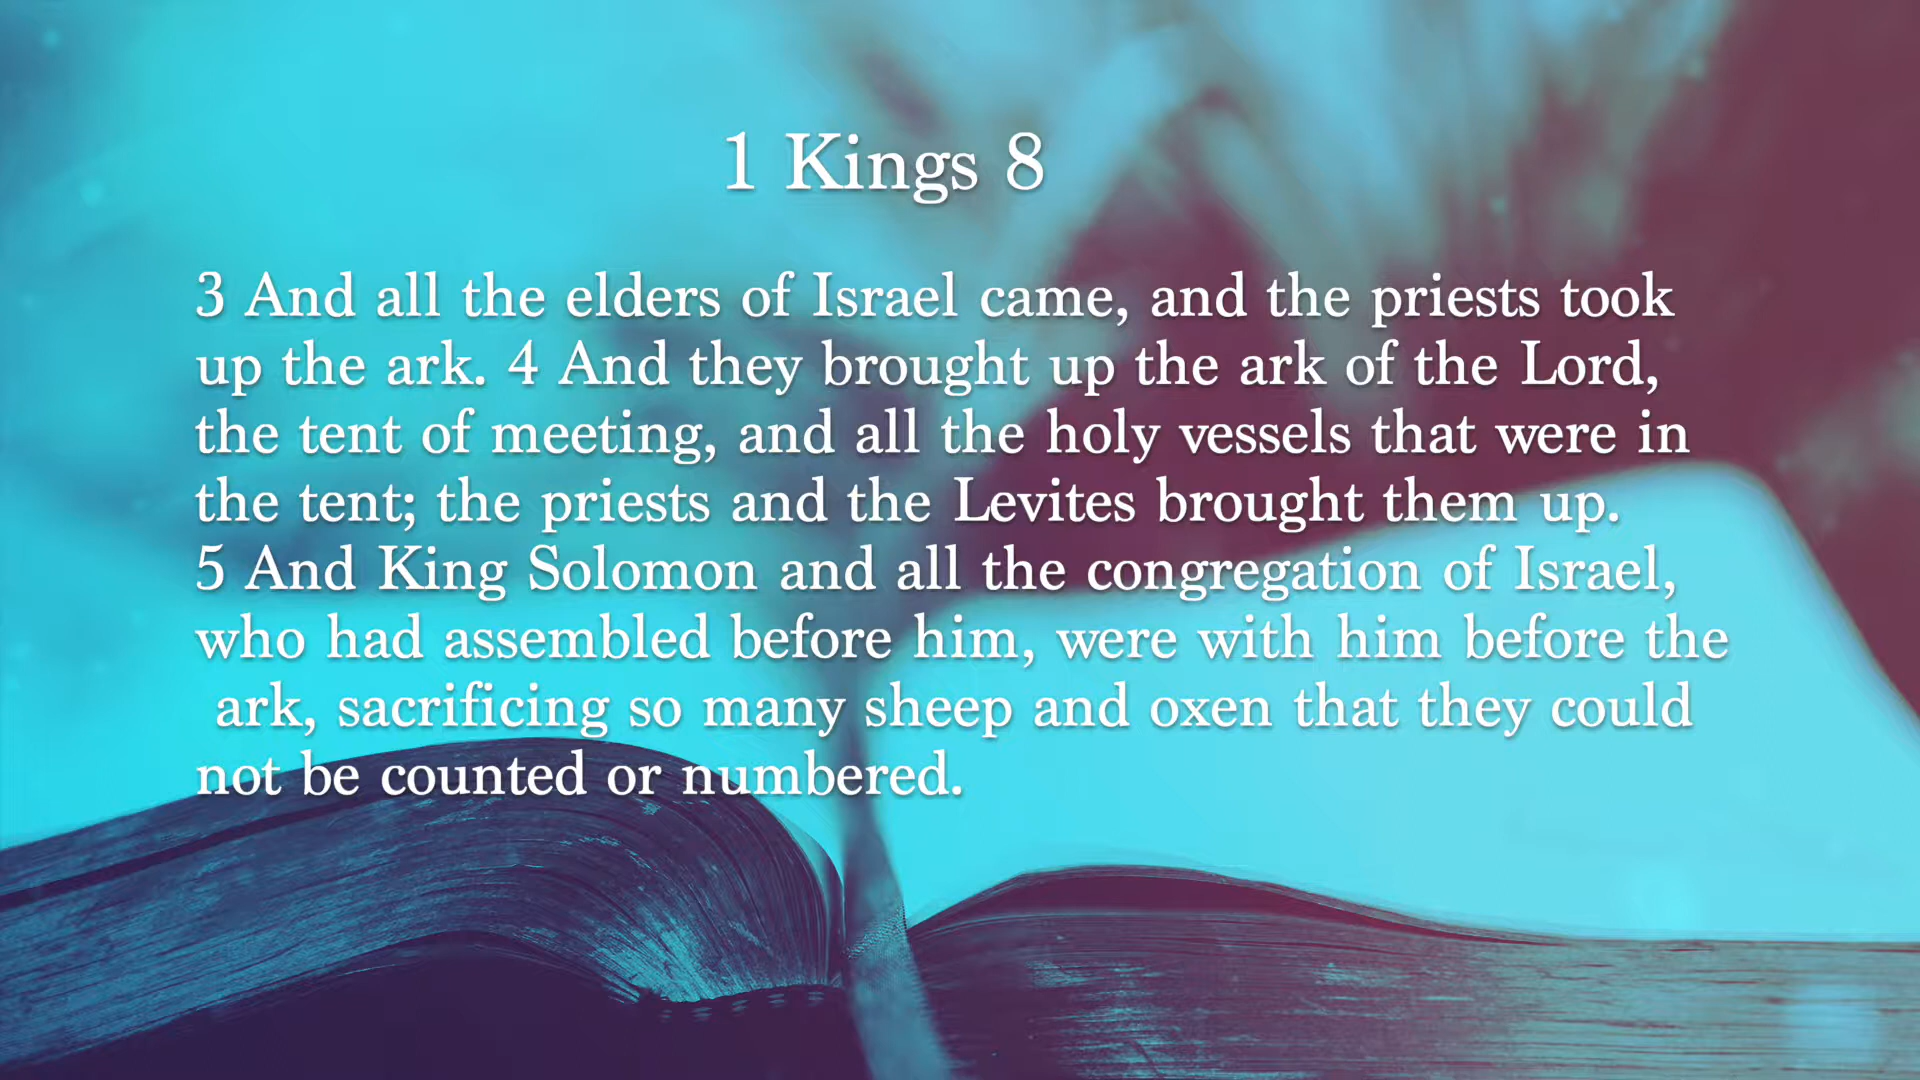 1 Kings 8
3 And all the elders of Israel came, and the priests took
up the ark. 4 And they brought up the ark of the Lord,
the tent of meeting, and all the holy vessels that were in
the tent; the priests and the Levites brought them up.
5 And King Solomon and all the congregation of Israel,
who had assembled before him, were with him before the
ark, sacrificing so many sheep and oxen that they could
not be counted or numbered.